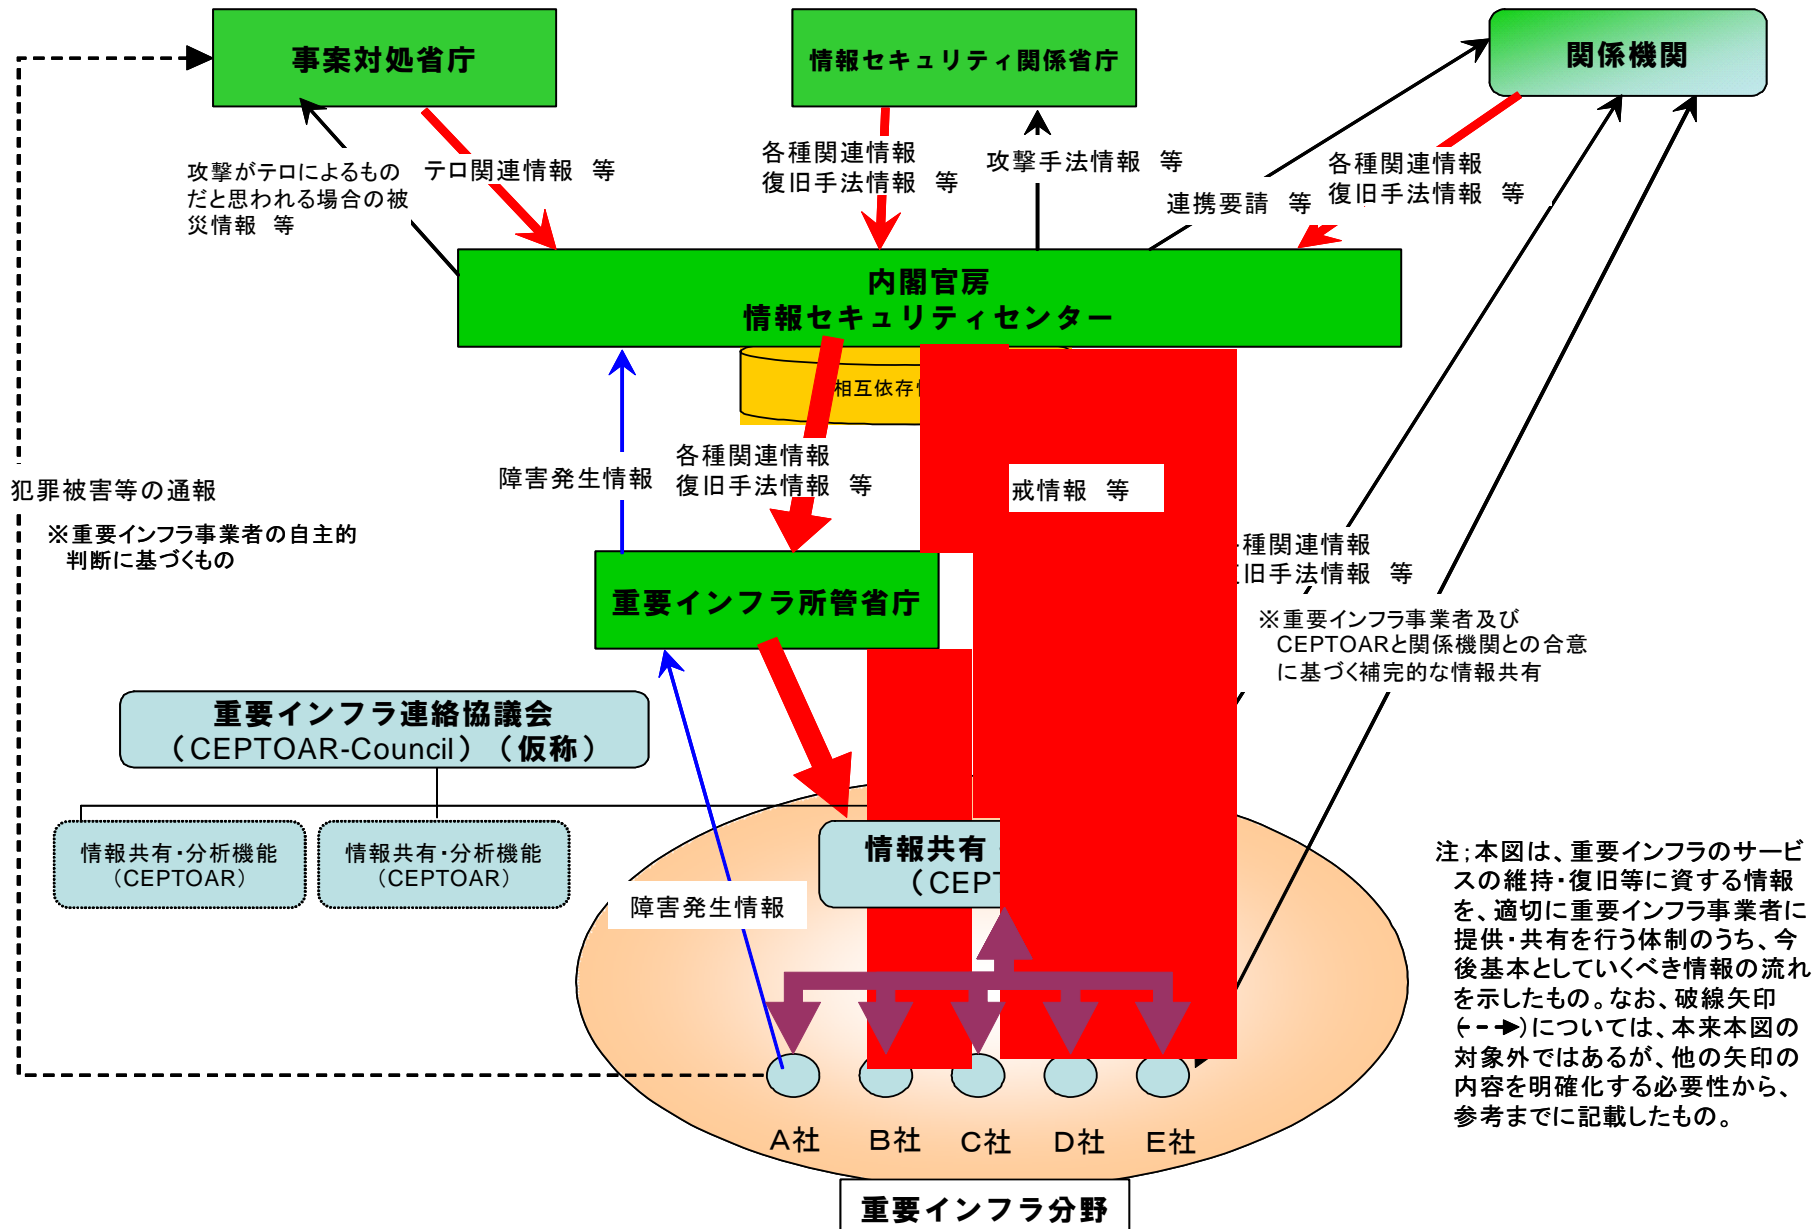 事案対処省庁
情報セキュリティ関係省庁
関係機関
攻撃がテロによるもの
だと思われる場合の被
災情報 等
テロ関連情報 等
各種関連情報
復旧手法情報 等
攻撃手法情報 等
連携要請 等
各種関連情報
復旧手法情報 等
内閣官房
情報セキュリティセンター
相互依存
障害発生情報
各種関連情報
復旧手法情報 等
戒情報 等
犯罪被害等の通報
※重要インフラ事業者の自主的
判断に基づくもの
種関連情報
旧手法情報 等
※重要インフラ事業者及び
CEPTOARと関係機関との合意
に基づく補完的な情報共有
重要インフラ所管省庁
重要インフラ連絡協議会
(CEPTOAR-Council)(仮称)
情報共有・分析機能
(CEPTOAR)
情報共有・分析機能
(CEPTOAR)
情報共有
(CEPT
障害発生情報
注;本図は、重要インフラのサービ
スの維持・復旧等に資する情報
を、適切に重要インフラ事業者に
提供・共有を行う体制のうち、今
後基本としていくべき情報の流れ
を示したもの。なお、破線矢印
(--➔)については、本来本図の
対象外ではあるが、他の矢印の
内容を明確化する必要性から、
参考までに記載したもの。
A社 B社 C社 D社 E社
重要インフラ分野